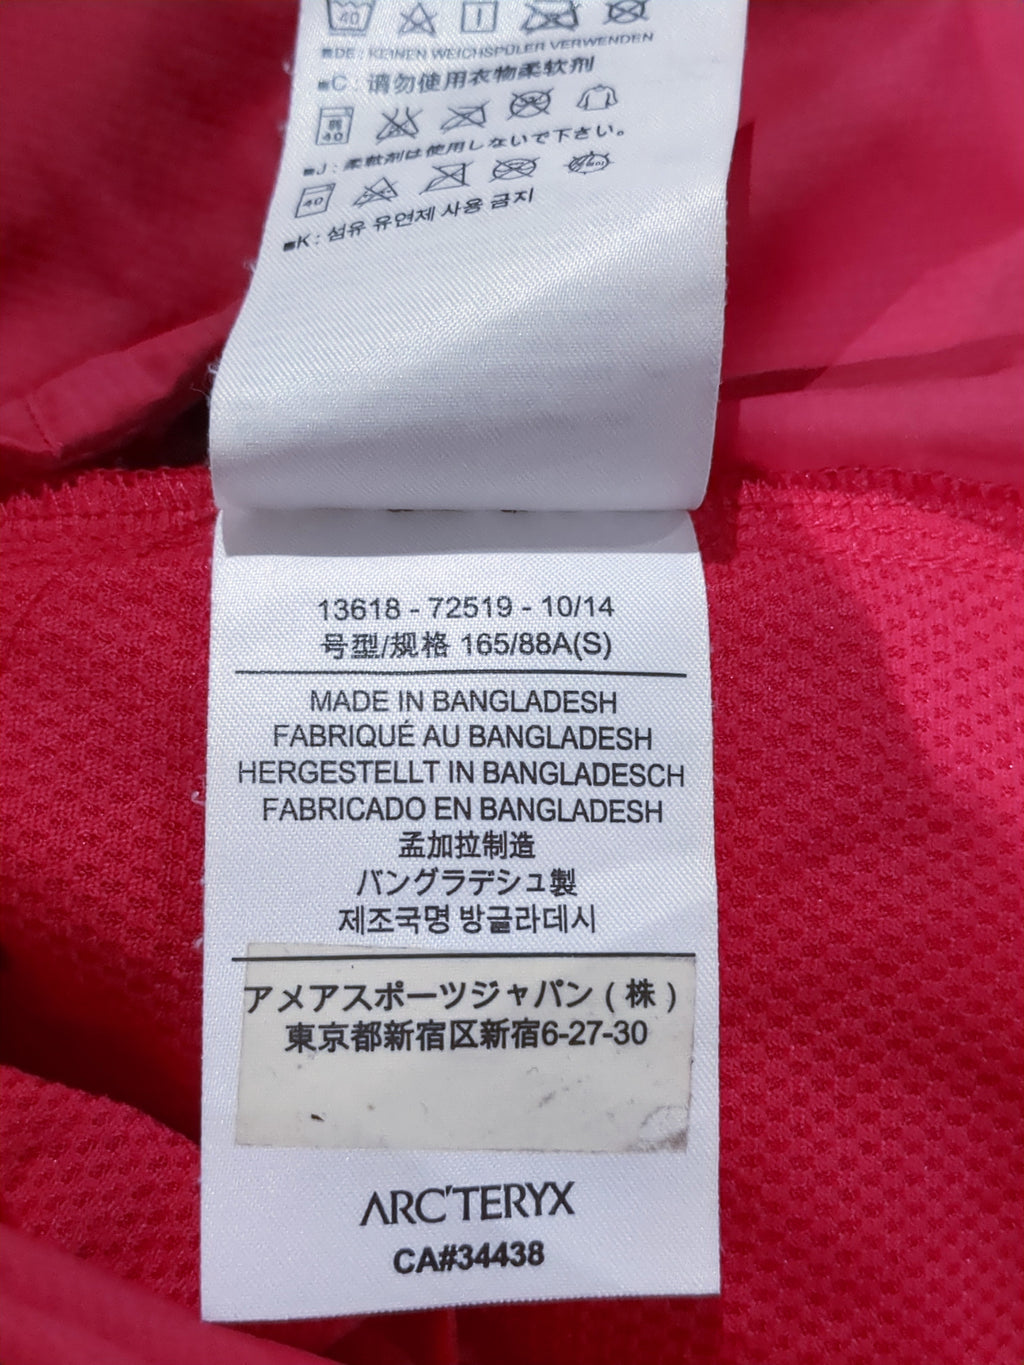 40
DE : KEINEN WEICHSPÜLER VERWENDEN
C : 请勿使用衣物柔软剂
弱 40
J : 柔軟剤は使用しないで下さい。
40
K : 섬유 유연제 사용 금지
13618 - 72519 - 10/14
号型/规格 165/88A(S)
MADE IN BANGLADESH
FABRIQUÉ AU BANGLADESH
HERGESTELLT IN BANGLADESCH
FABRICADO EN BANGLADESH
孟加拉制造
バングラデシュ製
제조국명 방글라데시
アメアスポーツジャパン ( 株 )
東京都新宿区新宿6-27-30
ARC'TERYX
CA#34438